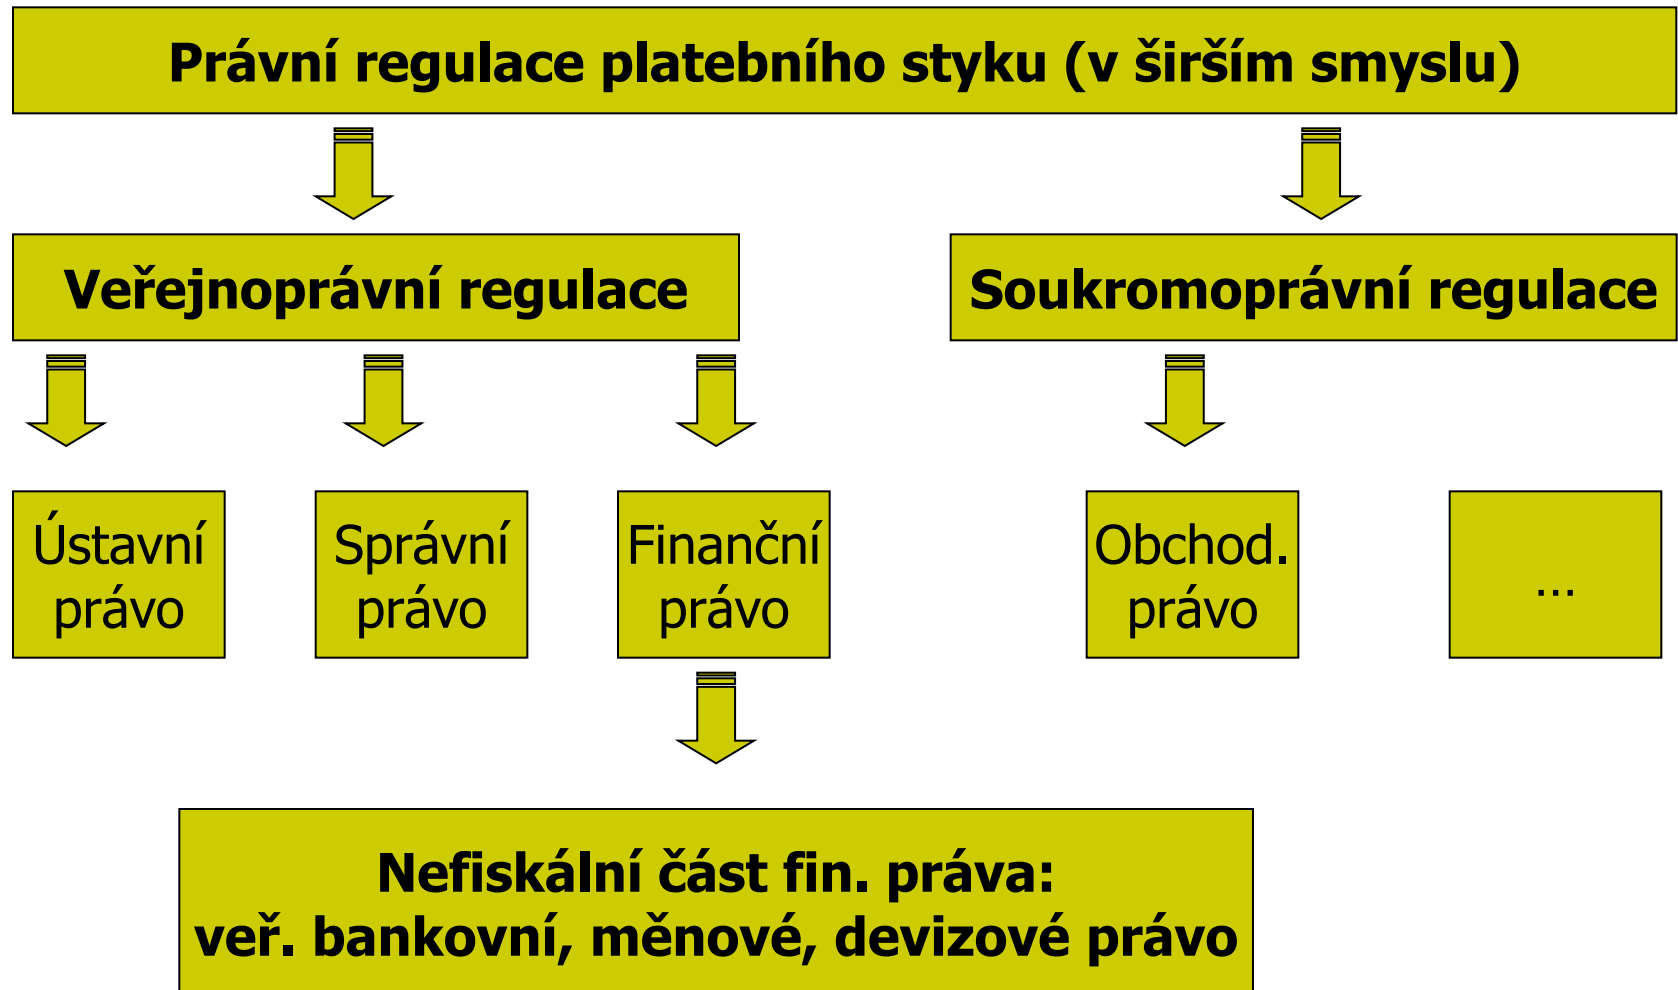 Právní regulace platebního styku (v širším smyslu)
Veřejnoprávní regulace
Soukromoprávní regulace
Ústavní
právo
Správní
právo
Finanční
právo
Obchod.
právo
...
Nefiskální část fin. práva:
veř. bankovní, měnové, devizové právo